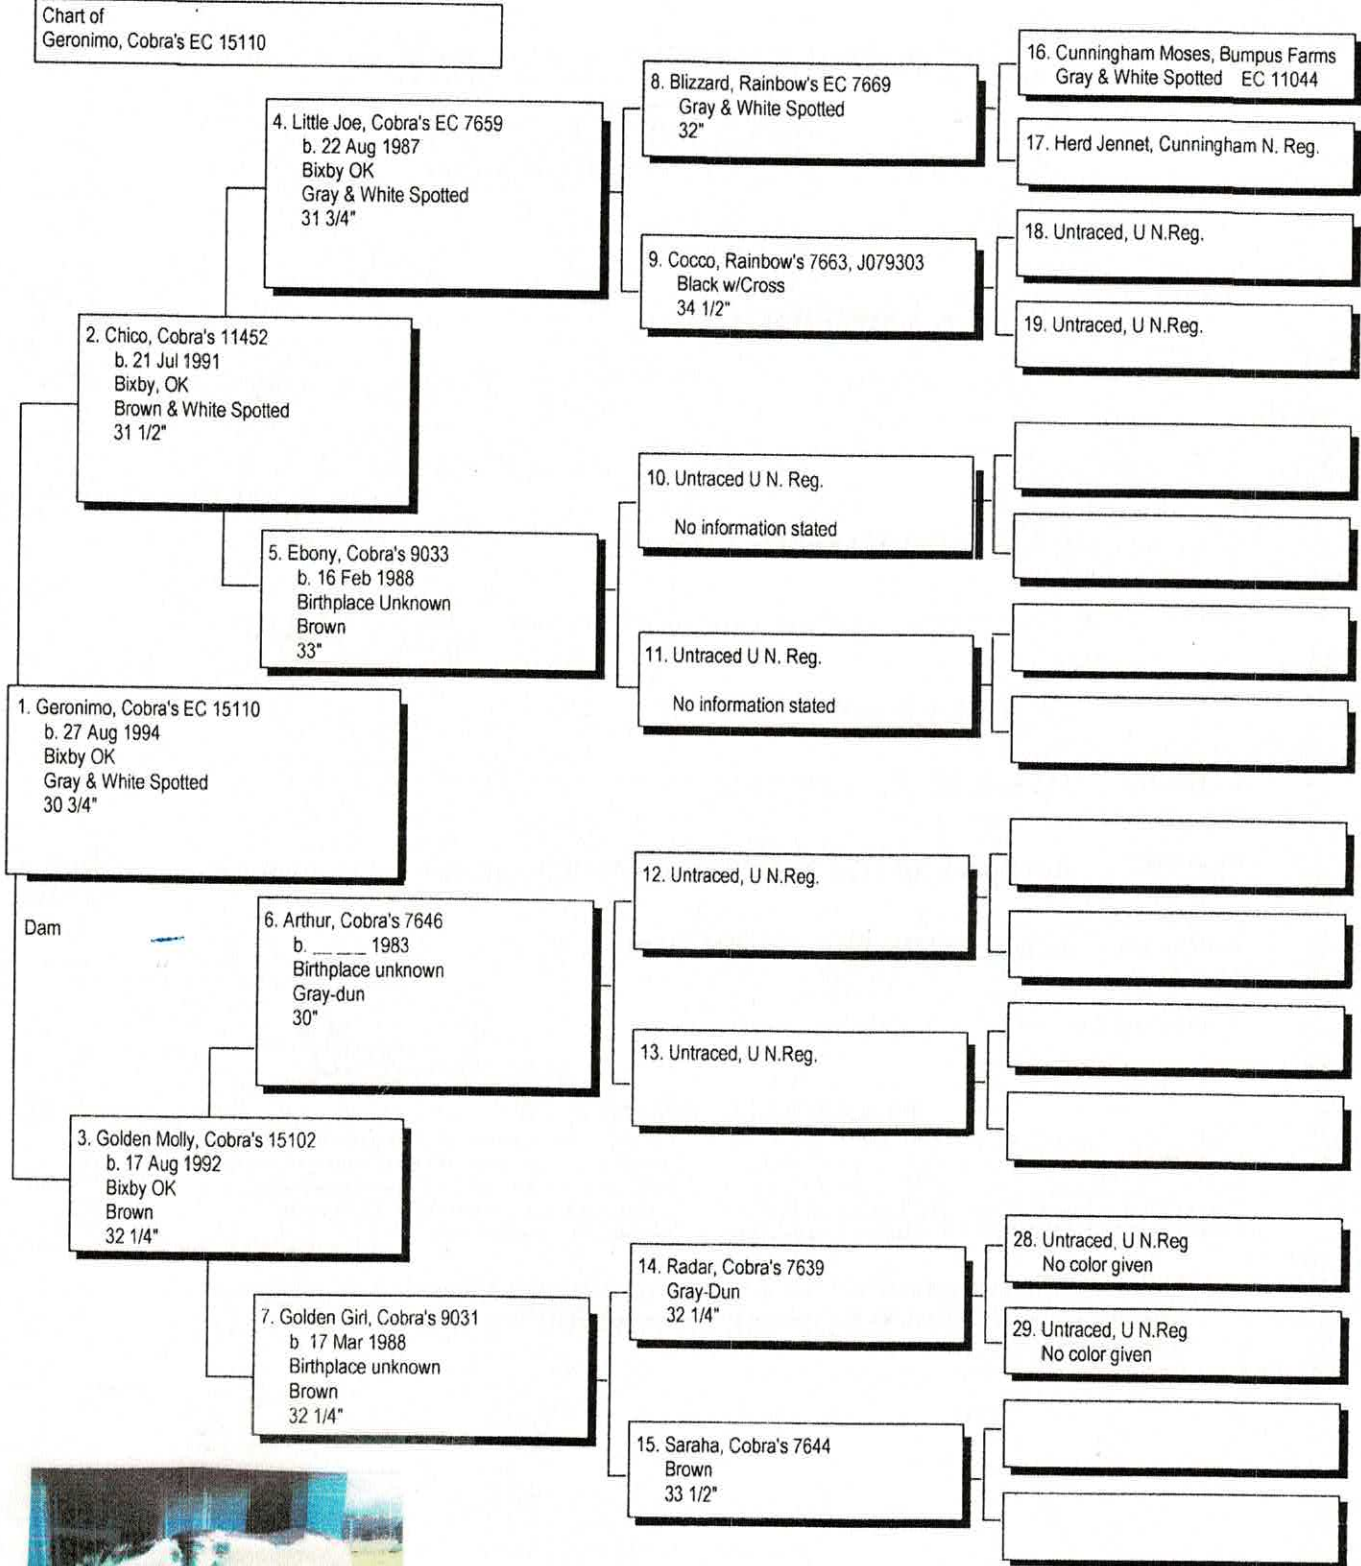 Chart of
Geronimo, Cobra's EC 15110
1. Geronimo, Cobra's EC 15110
b. 27 Aug 1994
Bixby OK
Gray & White Spotted
30 3/4"
Dam
2. Chico, Cobra's 11452
b. 21 Jul 1991
Bixby, OK
Brown & White Spotted
31 1/2"
3. Golden Molly, Cobra's 15102
b. 17 Aug 1992
Bixby OK
Brown
32 1/4"
4. Little Joe, Cobra's EC 7659
b. 22 Aug 1987
Bixby OK
Gray & White Spotted
31 3/4"
5. Ebony, Cobra's 9033
b. 16 Feb 1988
Birthplace Unknown
Brown
33"
6. Arthur, Cobra's 7646
b. __ __ 1983
Birthplace unknown
Gray-dun
30"
7. Golden Girl, Cobra's 9031
b 17 Mar 1988
Birthplace unknown
Brown
32 1/4"
8. Blizzard, Rainbow's EC 7669
Gray & White Spotted
32"
9. Cocco, Rainbow's 7663, J079303
Black w/Cross
34 1/2"
10. Untraced U N. Reg.
No information stated
11. Untraced U N. Reg.
No information stated
12. Untraced, U N.Reg.
13. Untraced, U N.Reg.
14. Radar, Cobra's 7639
Gray-Dun
32 1/4"
15. Saraha, Cobra's 7644
Brown
33 1/2"
16. Cunningham Moses, Bumpus Farms
Gray & White Spotted EC 11044
17. Herd Jennet, Cunningham N. Reg.
18. Untraced, U N.Reg.
19. Untraced, U N.Reg.
28. Untraced, U N.Reg
No color given
29. Untraced, U N.Reg
No color given